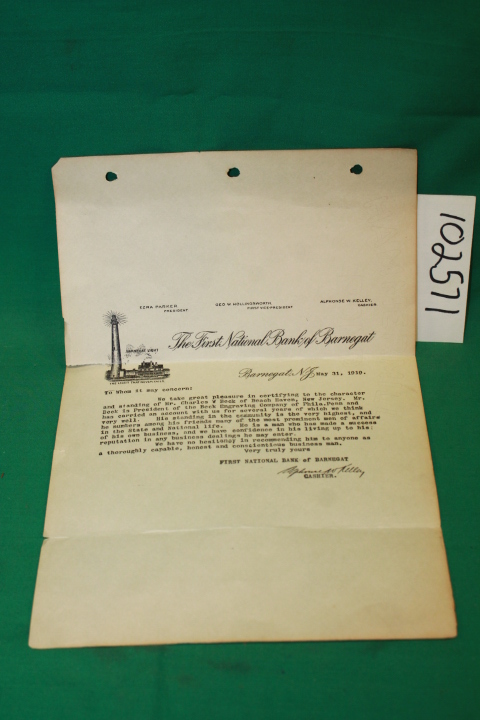 EZRA PARKER,
PRESIDENT
GEO W. HOLLINGSWORTH,
FIRST VICE-PRESIDENT
ALPHONSE W. KELLEY,
CASHIER
102571
BARNEGAT LIGHT
The First National Bank of Barnegat
Barnegat, N.J. May 31, 1918.
To Whom it may concern:
We take great pleasure in certifying to the character
and standing of Mr. Charles W Beck of Beach Haven, New Jersey. Mr.
Beck is President of the Beck Engraving Company of Phila. Penn and
has carried an account with us for several years of which we think
very well. His standing in the community is the very highest, and
he numbers among his friends many of the most prominent men of affairs
in the State and National life. He is a man who has made a success
of his own business, and we have confidence in his living up to his
reputation in any business dealings he may enter.
We have no hesitancy in recommending him to anyone as
a thoroughly capable, honest and conscientious business man.
Very truly yours
FIRST NATIONAL BANK of BARNEGAT
Alphonse W Kelley
CASHIER.